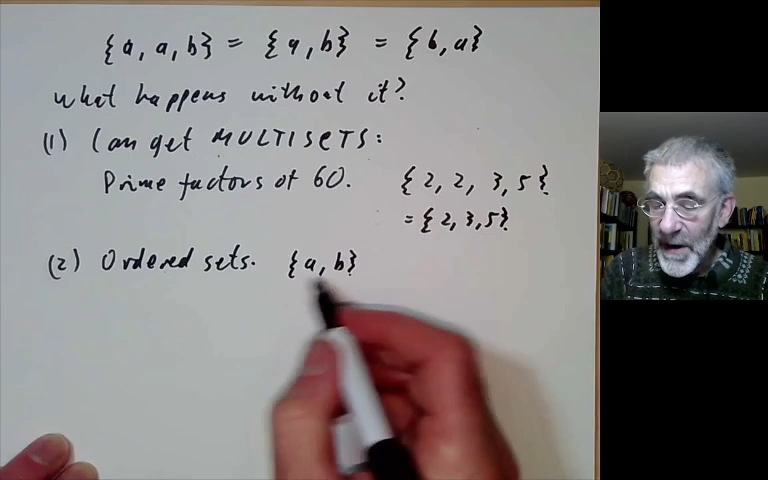 {a, a, b} = {a, b} = {b, a}
What happens without it?
(1) Can get MULTISETS:
Prime factors of 60. {2, 2, 3, 5}
= {2, 3, 5}.
(2) Ordered sets. {a, b}